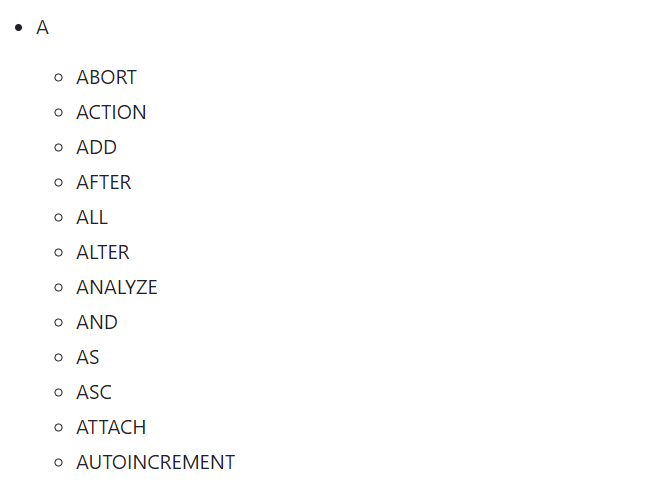 A
ABORT
ACTION
ADD
AFTER
ALL
ALTER
ANALYZE
AND
AS
ASC
ATTACH
AUTOINCREMENT